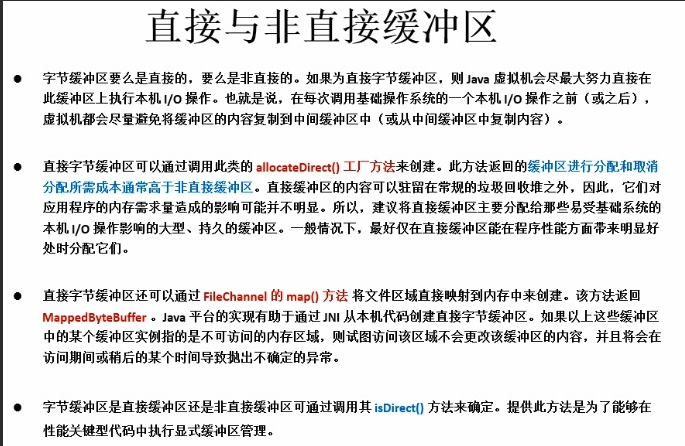 直接与非直接缓冲区
● 字节缓冲区要么是直接的，要么是非直接的。如果为直接字节缓冲区，则 Java 虚拟机会尽最大努力直接在
此缓冲区上执行本机 I/O 操作。也就是说，在每次调用基础操作系统的一个本机 I/O 操作之前（或之后），
虚拟机都会尽量避免将缓冲区的内容复制到中间缓冲区中（或从中间缓冲区中复制内容）。
● 直接字节缓冲区可以通过调用此类的 allocateDirect() 工厂方法来创建。此方法返回的缓冲区进行分配和取消
分配所需成本通常高于非直接缓冲区。直接缓冲区的内容可以驻留在常规的垃圾回收堆之外，因此，它们对
应用程序的内存需求量造成的影响可能并不明显。所以，建议将直接缓冲区主要分配给那些易受基础系统的
本机 I/O 操作影响的大型、持久的缓冲区。一般情况下，最好仅在直接缓冲区能在程序性能方面带来明显好
处时分配它们。
● 直接字节缓冲区还可以通过 FileChannel 的 map() 方法 将文件区域直接映射到内存中来创建。该方法返回
MappedByteBuffer 。Java 平台的实现有助于通过 JNI 从本机代码创建直接字节缓冲区。如果以上这些缓冲区
中的某个缓冲区实例指的是不可访问的内存区域，则试图访问该区域不会更改该缓冲区的内容，并且将会在
访问期间或稍后的某个时间导致抛出不确定的异常。
● 字节缓冲区是直接缓冲区还是非直接缓冲区可通过调用其 isDirect() 方法来确定。提供此方法是为了能够在
性能关键型代码中执行显式缓冲区管理。